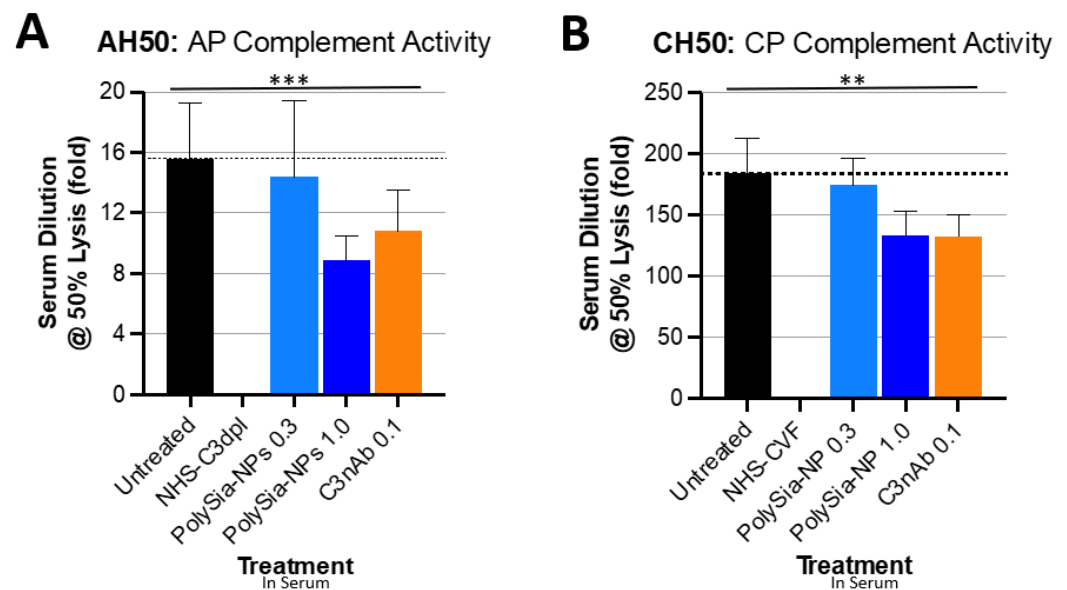 A
AH50: AP Complement Activity
***
20
16
12
8
4
0
Serum Dilution
@ 50% Lysis (fold)
Untreated
NHS-C3dpl
PolySia-NPs 0.3
PolySia-NPs 1.0
C3nAb 0.1
Treatment
In Serum
B
CH50: CP Complement Activity
**
250
200
150
100
50
0
Serum Dilution
@ 50% Lysis (fold)
Untreated
NHS-CVF
PolySia-NP 0.3
PolySia-NP 1.0
C3nAb 0.1
Treatment
In Serum